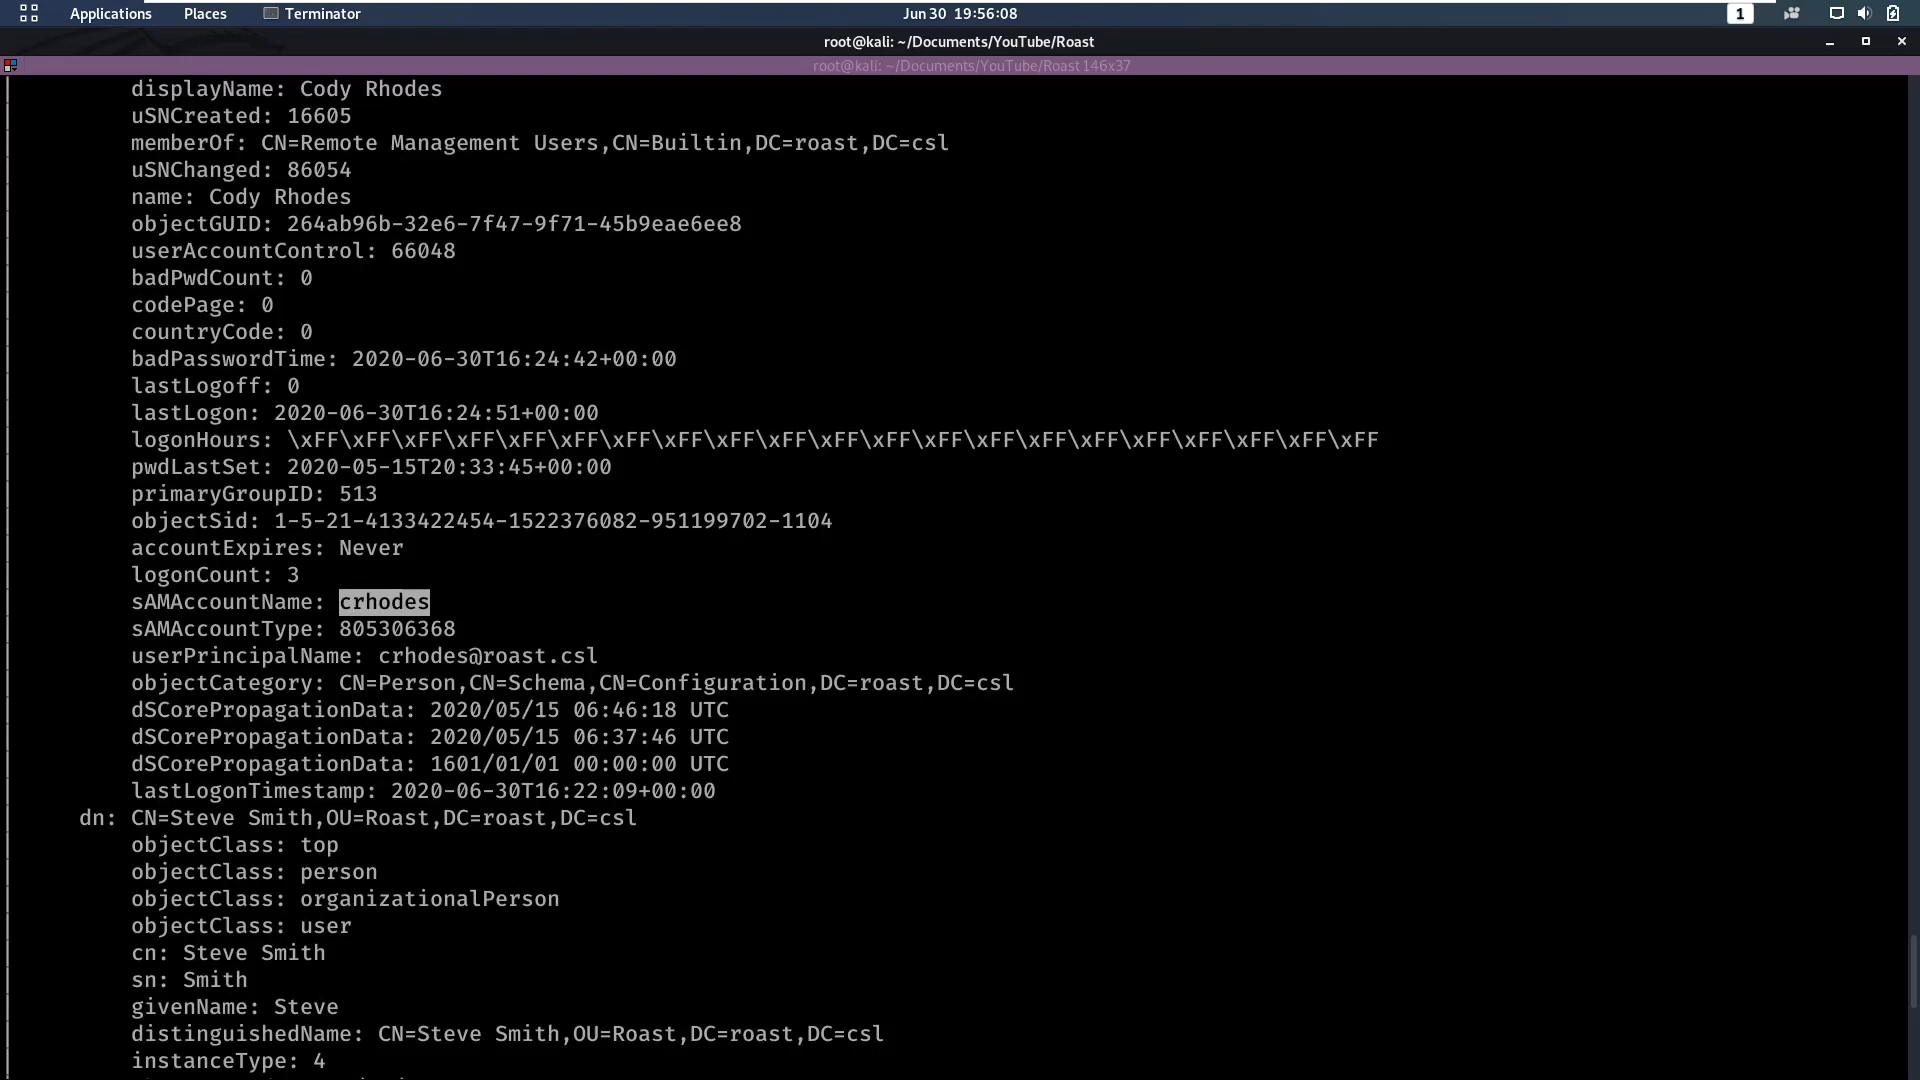 Applications Places Terminator Jun 30 19:56:08 1
root@kali: ~/Documents/YouTube/Roast
root@kali: ~/Documents/YouTube/Roast 146x37
| displayName: Cody Rhodes
| uSNCreated: 16605
| memberOf: CN=Remote Management Users,CN=Builtin,DC=roast,DC=csl
| uSNChanged: 86054
| name: Cody Rhodes
| objectGUID: 264ab96b-32e6-7f47-9f71-45b9eae6ee8
| userAccountControl: 66048
| badPwdCount: 0
| codePage: 0
| countryCode: 0
| badPasswordTime: 2020-06-30T16:24:42+00:00
| lastLogoff: 0
| lastLogon: 2020-06-30T16:24:51+00:00
| logonHours: \xFF\xFF\xFF\xFF\xFF\xFF\xFF\xFF\xFF\xFF\xFF\xFF\xFF\xFF\xFF\xFF\xFF\xFF\xFF\xFF\xFF
| pwdLastSet: 2020-05-15T20:33:45+00:00
| primaryGroupID: 513
| objectSid: 1-5-21-4133422454-1522376082-951199702-1104
| accountExpires: Never
| logonCount: 3
| sAMAccountName: crhodes
| sAMAccountType: 805306368
| userPrincipalName: crhodes@roast.csl
| objectCategory: CN=Person,CN=Schema,CN=Configuration,DC=roast,DC=csl
| dSCorePropagationData: 2020/05/15 06:46:18 UTC
| dSCorePropagationData: 2020/05/15 06:37:46 UTC
| dSCorePropagationData: 1601/01/01 00:00:00 UTC
| lastLogonTimestamp: 2020-06-30T16:22:09+00:00
| dn: CN=Steve Smith,OU=Roast,DC=roast,DC=csl
| objectClass: top
| objectClass: person
| objectClass: organizationalPerson
| objectClass: user
| cn: Steve Smith
| sn: Smith
| givenName: Steve
| distinguishedName: CN=Steve Smith,OU=Roast,DC=roast,DC=csl
| instanceType: 4